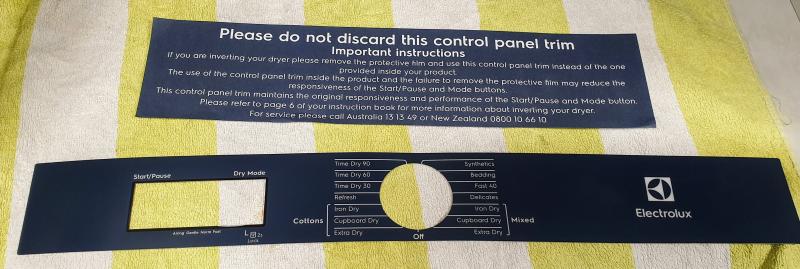 Please do not discard this control panel trim
Important instructions
If you are inverting your dryer please remove the protective film and use this control panel trim instead of the one
provided inside your product.
The use of the control panel trim inside the product and the failure to remove the protective film may reduce the
responsiveness of the Start/Pause and Mode buttons.
This control panel trim maintains the original responsiveness and performance of the Start/Pause and Mode button.
Please refer to page 6 of your instruction book for more information about inverting your dryer.
For service please call Australia 13 13 49 or New Zealand 0800 10 66 10
Start/Pause Dry Mode
Airing Gentle Norm Fast
Lock
Time Dry 90
Time Dry 60
Time Dry 30
Refresh
Cottons
Iron Dry
Cupboard Dry
Extra Dry
Off
Synthetics
Bedding
Fast 40
Delicates
Iron Dry
Cupboard Dry
Extra Dry
Mixed
Electrolux